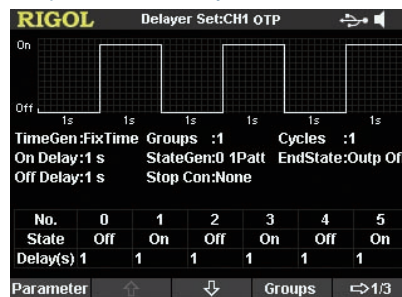 RIGOL Delayer Set:CH1 OTP
On
Off
1s 1s 1s 1s 1s 1s
TimeGen:FixTime Groups :1 Cycles :1
On Delay:1 s StateGen:0 1Patt EndState:Outp Of
Off Delay:1 s Stop Con:None
No. 0 1 2 3 4 5
State Off On Off On Off On
Delay(s) 1 1 1 1 1 1
Parameter Groups 1/3